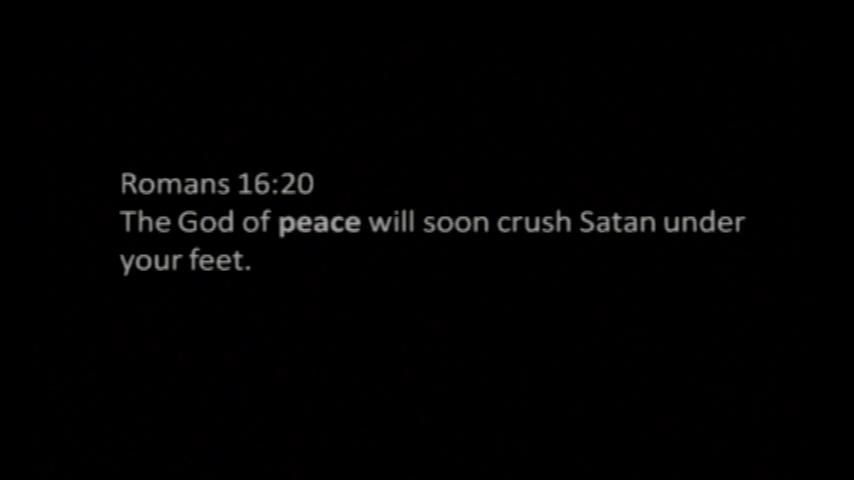 Romans 16:20
The God of peace will soon crush Satan under
your feet.